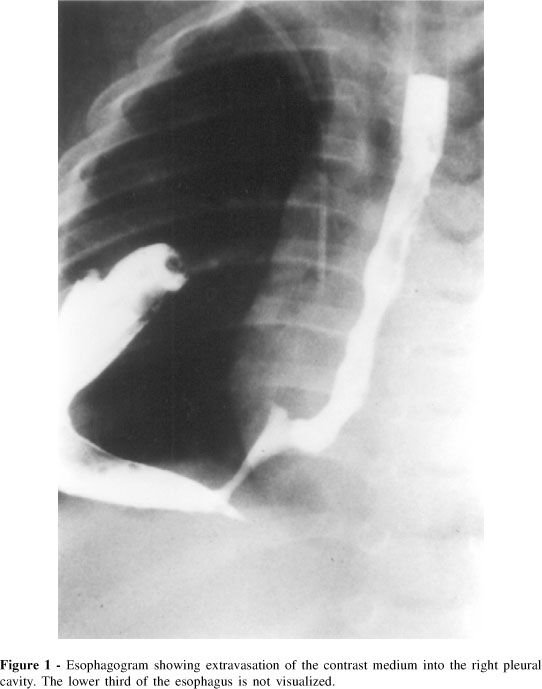 Figure 1 - Esophagogram showing extravasation of the contrast medium into the right pleural
cavity. The lower third of the esophagus is not visualized.